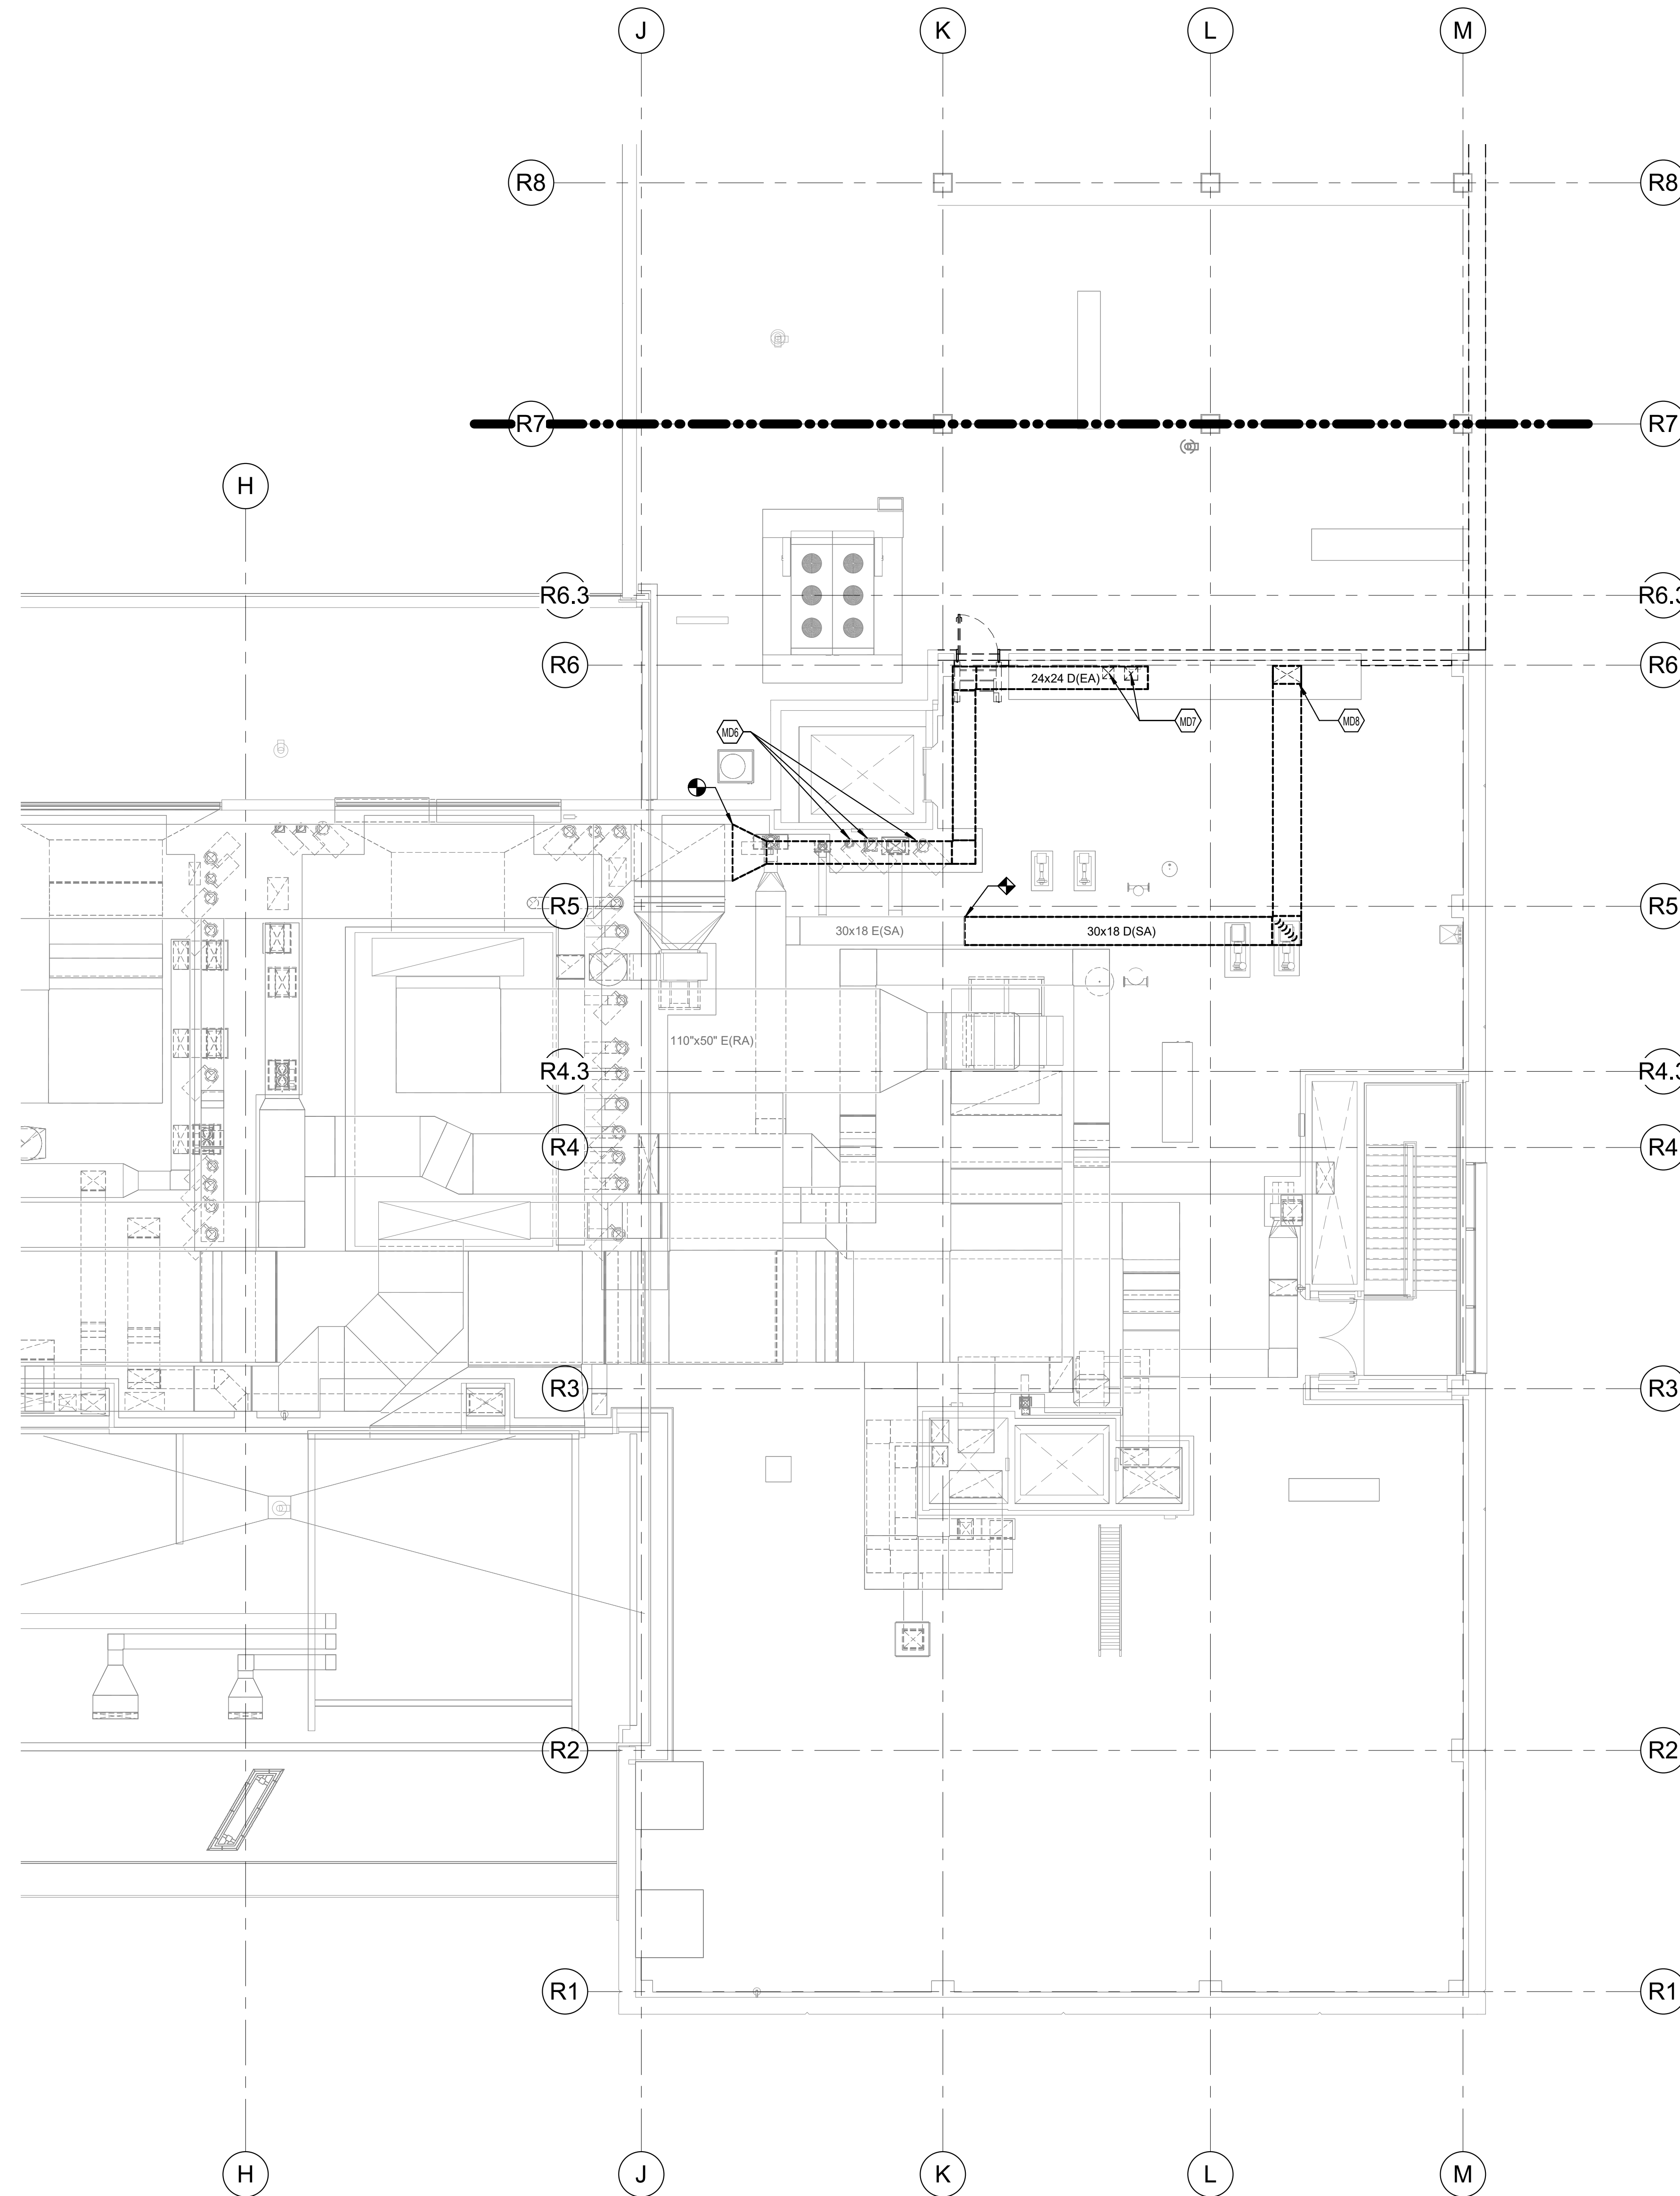 J K L M
R8 R8
R7 R7
H
R6.3 R6.3
R6 R6
24x24 D(EA)
MD7 MD8
MD6
R5 R5
30x18 E(SA) 30x18 D(SA)
110"x50" E(RA)
R4.3 R4.3
R4 R4
R3 R3
R2 R2
R1 R1
H J K L M